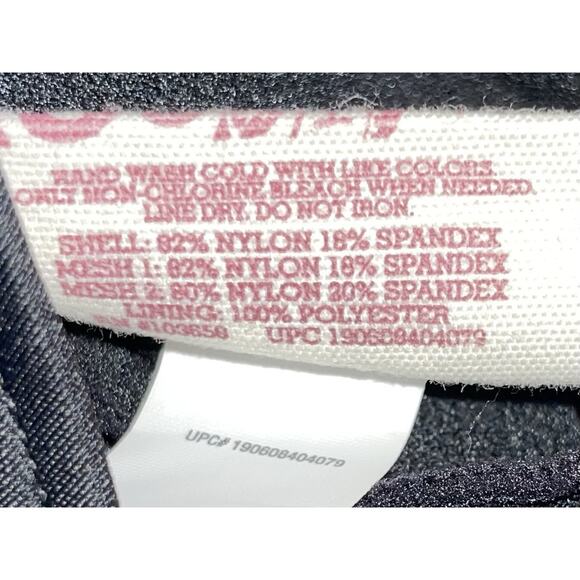 HAND WASH COLD WITH LIKE COLORS.
ONLY NON-CHLORINE BLEACH WHEN NEEDED.
LINE DRY. DO NOT IRON.
SHELL: 82% NYLON 18% SPANDEX
MESH 1: 82% NYLON 18% SPANDEX
MESH 2: 80% NYLON 20% SPANDEX
LINING: 100% POLYESTER
103658 UPC 190608404079
UPC# 190608404079